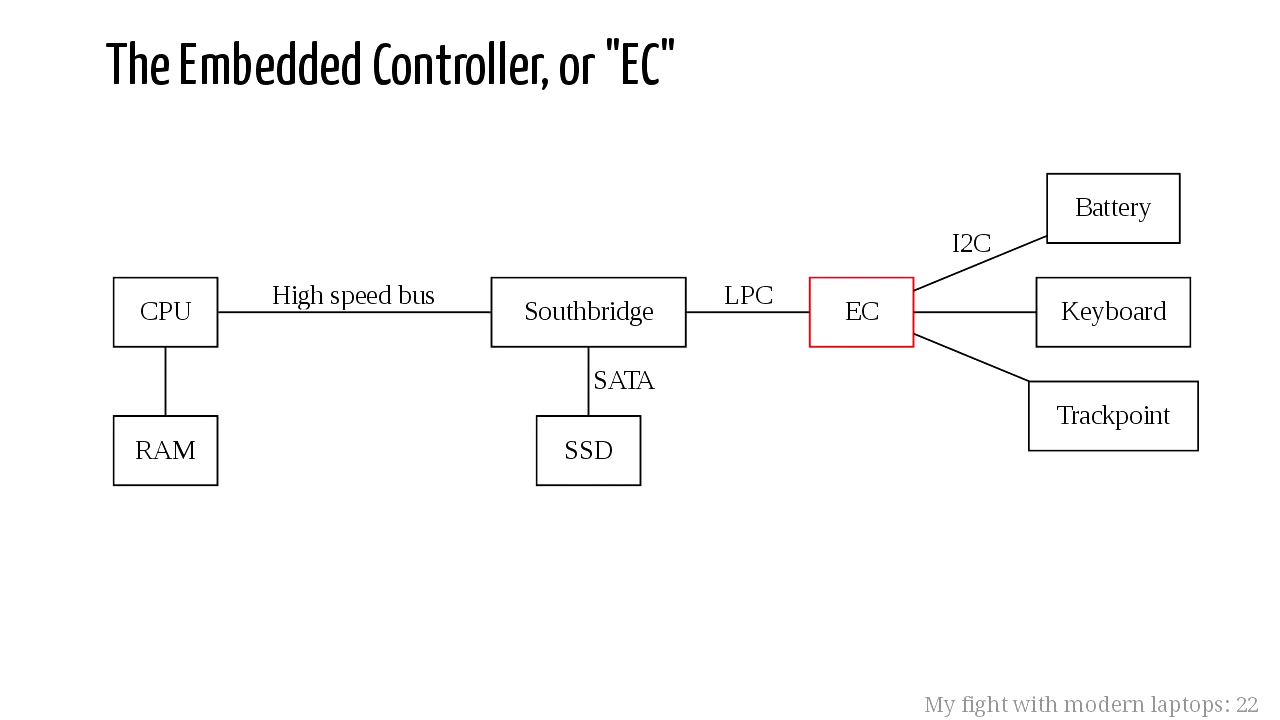 The Embedded Controller, or "EC"
Battery
I2C
CPU
High speed bus
Southbridge
LPC
EC
Keyboard
SATA
Trackpoint
RAM
SSD
My fight with modern laptops: 22